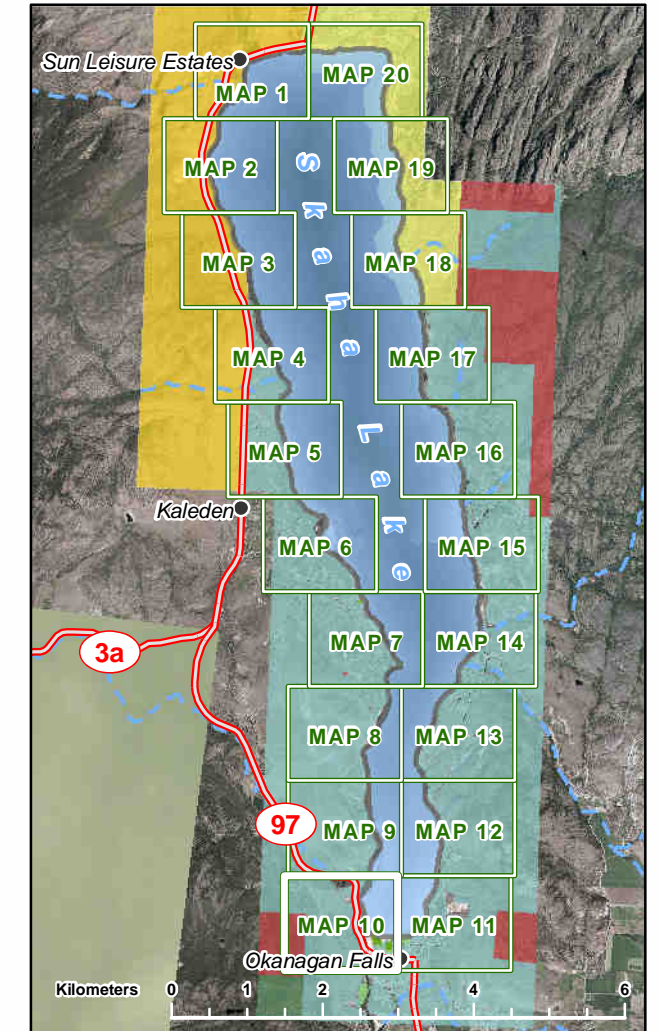 Sun Leisure Estates
MAP 1
MAP 20
MAP 2
MAP 19
MAP 3
MAP 18
MAP 4
MAP 17
MAP 5
MAP 16
Skaha Lake
Kaleden
MAP 6
MAP 15
3a
MAP 7
MAP 14
MAP 8
MAP 13
97
MAP 9
MAP 12
MAP 10
MAP 11
Okanagan Falls
Kilometers 0 1 2 4 6